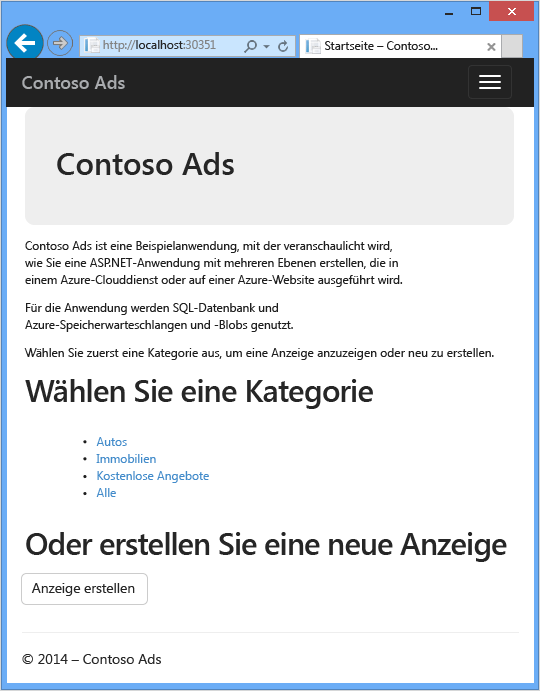 http://localhost:30351
Startseite – Contoso...
Contoso Ads
Contoso Ads
Contoso Ads ist eine Beispielanwendung, mit der veranschaulicht wird,
wie Sie eine ASP.NET-Anwendung mit mehreren Ebenen erstellen, die in
einem Azure-Clouddienst oder auf einer Azure-Website ausgeführt wird.
Für die Anwendung werden SQL-Datenbank und
Azure-Speicherwarteschlangen und -Blobs genutzt.
Wählen Sie zuerst eine Kategorie aus, um eine Anzeige anzuzeigen oder neu zu erstellen.
Wählen Sie eine Kategorie
• Autos
• Immobilien
• Kostenlose Angebote
• Alle
Oder erstellen Sie eine neue Anzeige
Anzeige erstellen
© 2014 – Contoso Ads